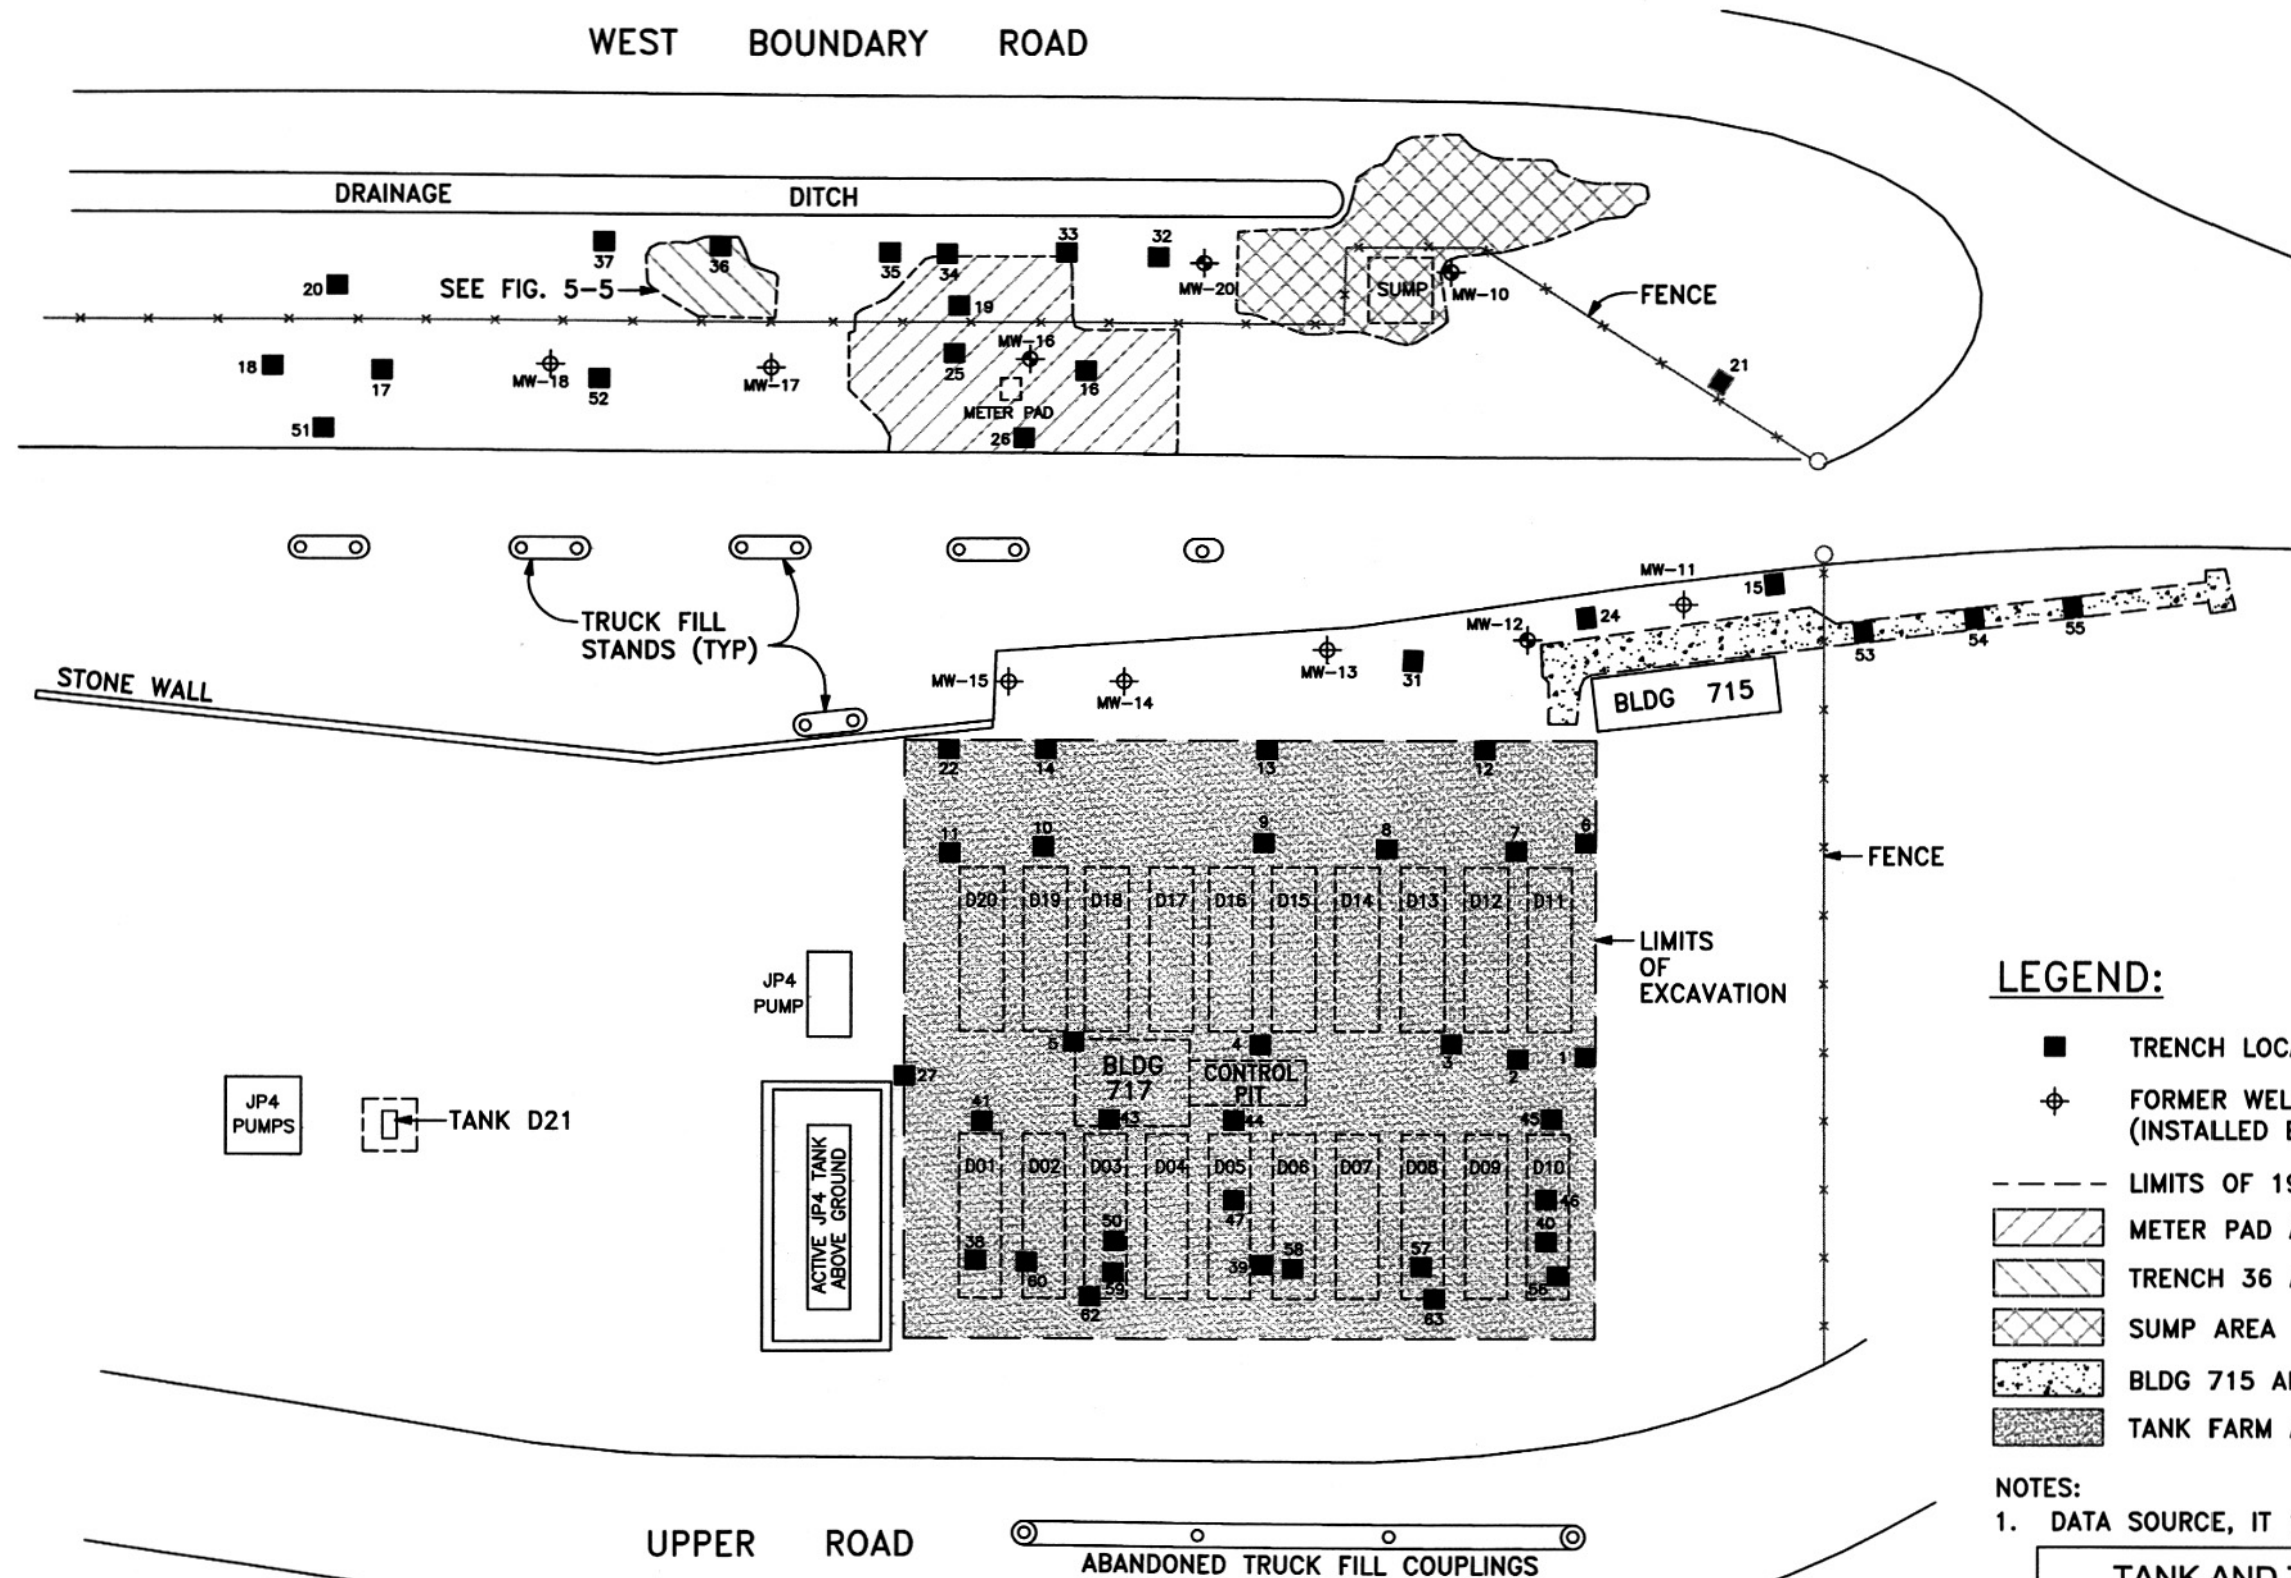 WEST BOUNDARY ROAD
DRAINAGE DITCH
37
36
35
34
33
32
20
SEE FIG. 5-5
19
MW-20
SUMP
MW-10
FENCE
18
17
MW-18
52
MW-17
25
MW-16
16
21
METER PAD
51
26
TRUCK FILL
STANDS (TYP)
MW-11
15
24
MW-12
53
54
55
STONE WALL
MW-15
MW-14
MW-13
31
BLDG 715
22
14
13
12
11
10
9
8
7
6
FENCE
D20
D19
D18
D17
D16
D15
D14
D13
D12
D11
LIMITS
OF
EXCAVATION
JP4
PUMP
5
4
3
2
1
BLDG
717
CONTROL
PIT
27
JP4
PUMPS
TANK D21
41
43
44
45
ACTIVE JP4 TANK
ABOVE GROUND
D01
D02
D03
D04
D05
D06
D07
D08
D09
D10
46
47
50
40
38
60
59
39
58
57
56
62
63
UPPER ROAD
ABANDONED TRUCK FILL COUPLINGS
LEGEND:
TRENCH LOCA
FORMER WEL
(INSTALLED
LIMITS OF 19
METER PAD
TRENCH 36
SUMP AREA
BLDG 715
TANK FARM
NOTES:
1. DATA SOURCE, IT
TANK AND